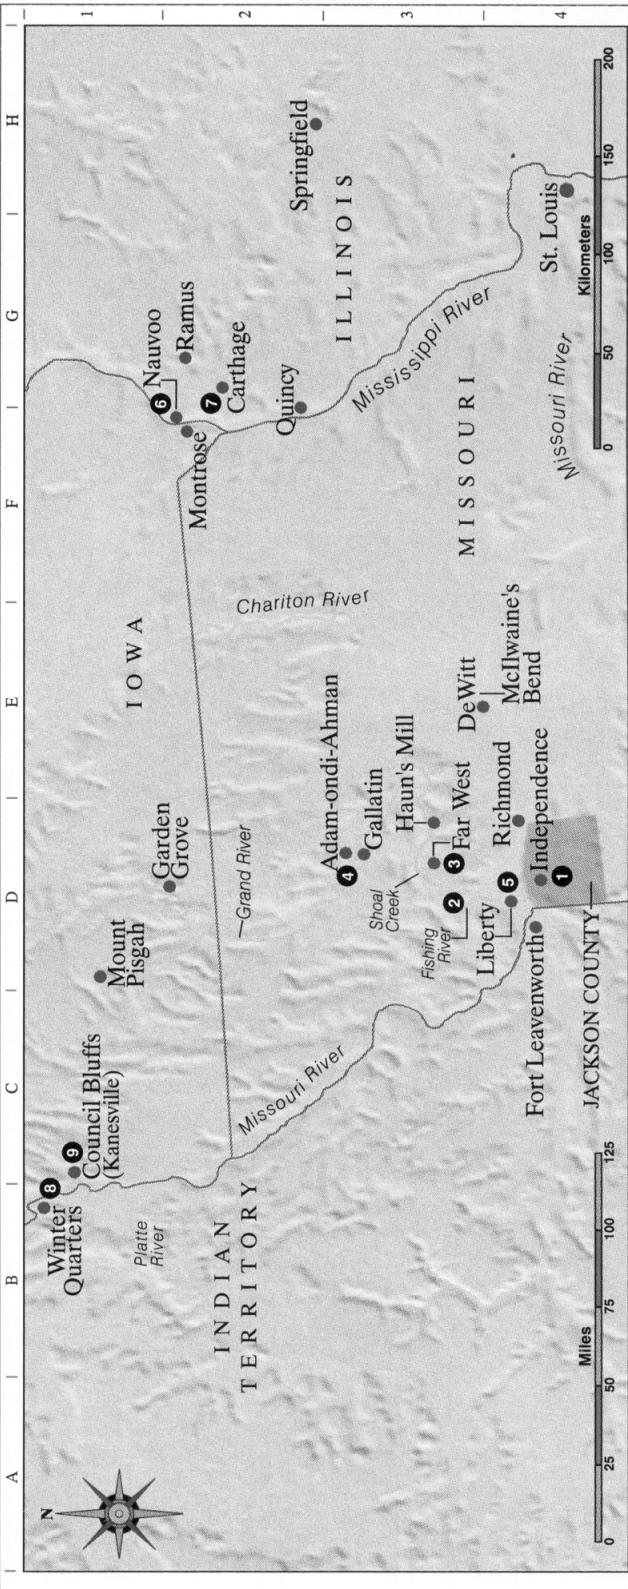 A
B
C
D
E
F
G
H
1
2
3
4
N
8
Winter
Quarters
9
Council Bluffs
(Kanesville)
Mount
Pisgah
Garden
Grove
IOWA
6
Nauvoo
Ramus
Montrose
7
Carthage
Platte
River
INDIAN
TERRITORY
Missouri River
Grand River
Chariton River
Quincy
Springfield
ILLINOIS
Mississippi River
Adam-ondi-Ahman
4
Gallatin
Shoal
Creek
Haun's Mill
Far West
3
Fishing
River
2
DeWitt
McIlwaine's
Bend
MISSOURI
Liberty
5
Richmond
Independence
1
Fort Leavenworth
JACKSON COUNTY
Missouri River
St. Louis
Miles
0
25
50
75
100
125
Kilometers
0
50
100
150
200